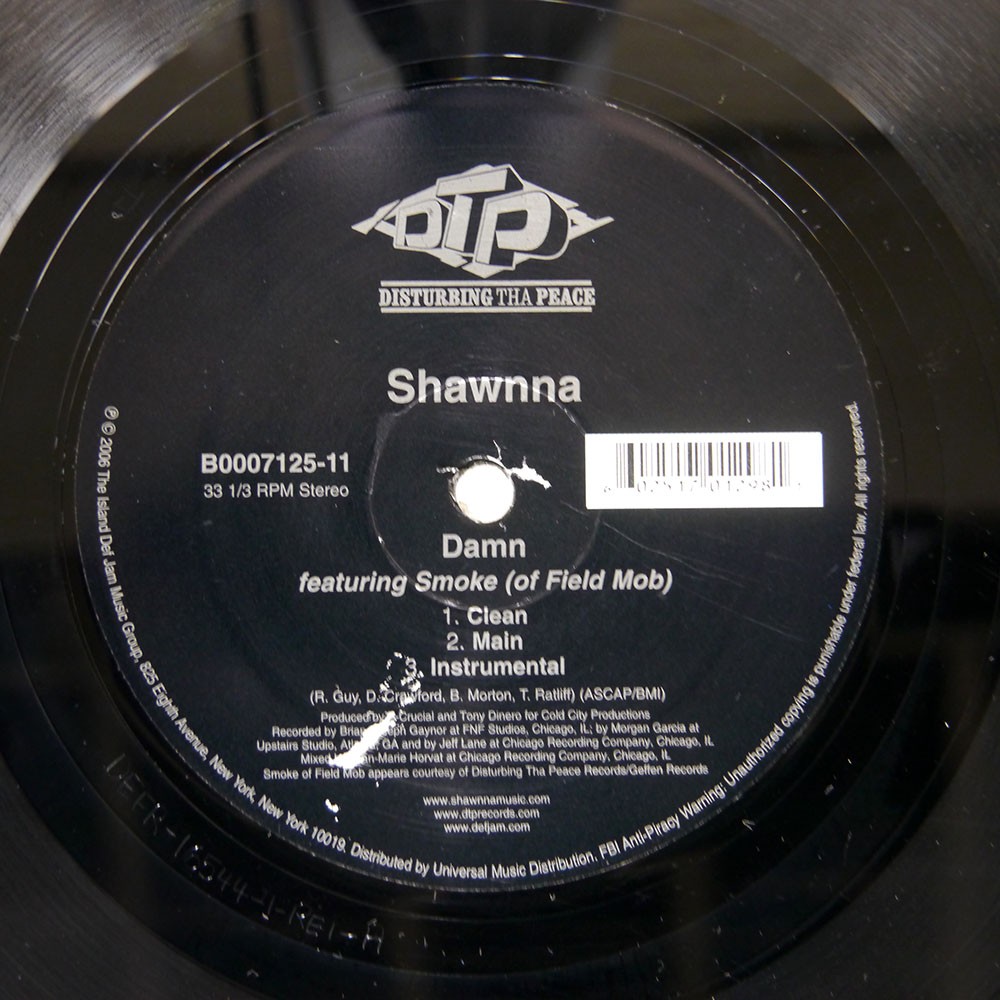 DTP
DISTURBING THA PEACE
Shawnna
B0007125-11
33 1/3 RPM Stereo
Damn
featuring Smoke (of Field Mob)
1. Clean
2. Main
3. Instrumental
(R. Guy, D. Crawford, B. Morton, T. Ratliff) (ASCAP/BMI)
Produced by Crucial and Tony Dinero for Cold City Productions
Recorded by Brian Gaynor at FNF Studios, Chicago, IL; by Morgan Garcia at
Upstairs Studio, GA and by Jeff Lane at Chicago Recording Company, Chicago, IL
Horvat at Chicago Recording Company, Chicago, IL
Smoke of Field Mob appears courtesy of Disturbing Tha Peace Records/Geffen Records
www.shawnnamusic.com
www.dtprecords.com
www.defjam.com
℗ © 2006 The Island Def Jam Music Group, 825 Eighth Avenue, New York, New York 10019. Distributed by Universal Music Distribution. FBI Anti-Piracy Warning: Unauthorized copying is punishable under federal law. All rights reserved.